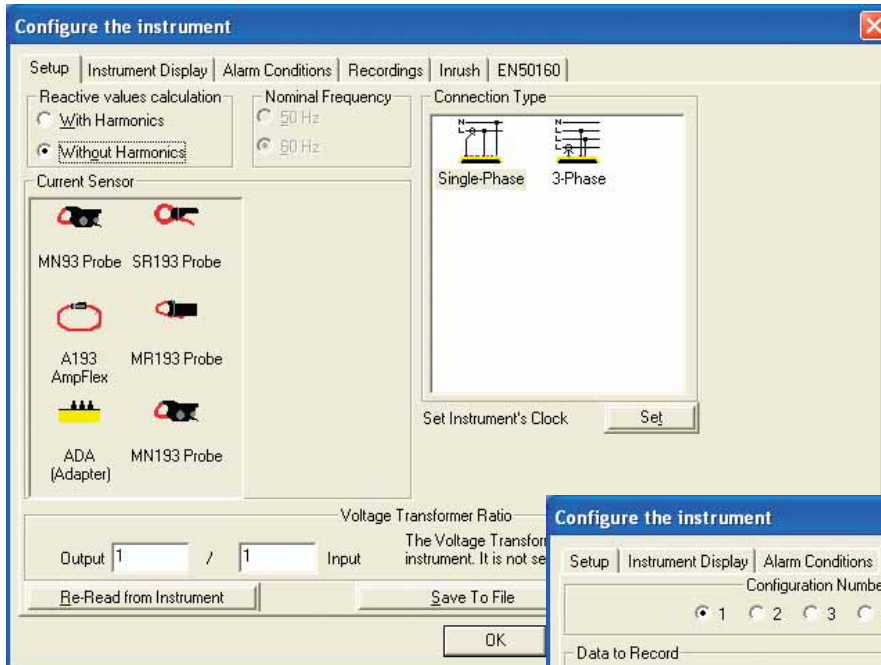 Configure the instrument
Setup Instrument Display Alarm Conditions Recordings Inrush EN50160
Reactive values calculation
With Harmonics
Without Harmonics
Nominal Frequency
50 Hz
60 Hz
Connection Type
N
L
N
L
L
L
Single-Phase 3-Phase
Current Sensor
MN93 Probe SR193 Probe
A193 AmpFlex
MR193 Probe
ADA (Adapter)
MN193 Probe
Set Instrument's Clock Set
Voltage Transformer Ratio
Output 1 / 1 Input
The Voltage Transfor
instrument. It is not se
Re-Read from Instrument Save To File
OK
Configure the instrument
Setup Instrument Display Alarm Conditions
Configuration Numbe
1 2 3
Data to Record